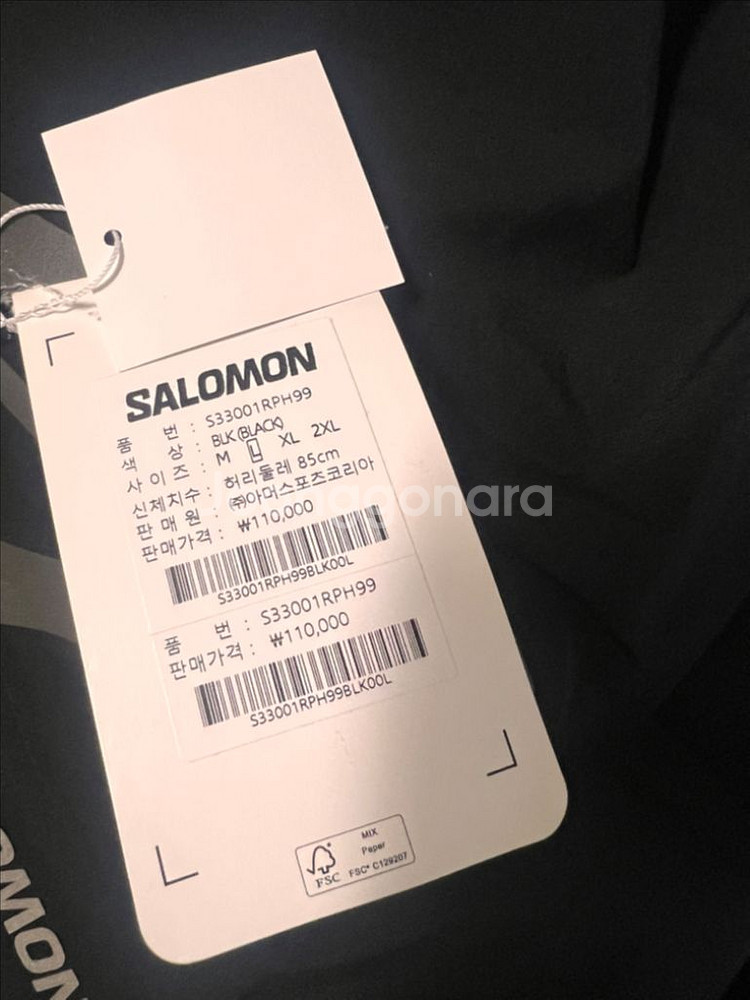 SALOMON
품 번 : S33001RPH99
색 상 : BLK(BLACK)
사 이 즈 : M L XL 2XL
신체치수 : 허리둘레 85cm
판 매 원 : ㈜아머스포츠코리아
판매가격 : ₩110,000
S33001RPH99BLK00L
품 번 : S33001RPH99
판매가격 : ₩110,000
S33001RPH99BLK00L
MIX
Paper
FSC
FSC® C129207